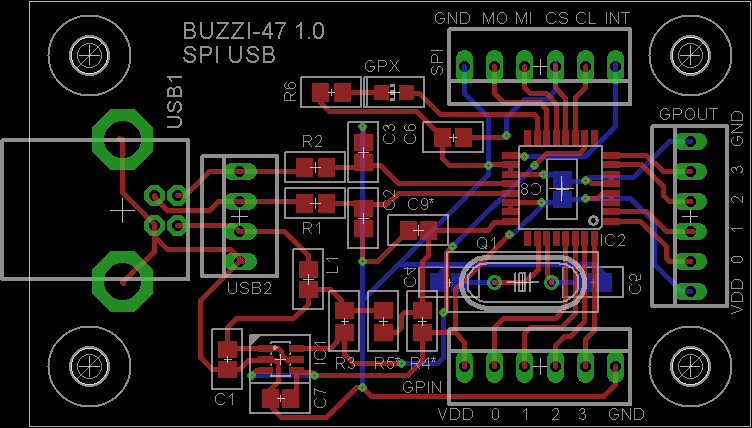 BUZZI-47 1.0
SPI USB
GND MO MI CS CL INT
SPI
USB1
GPX
R6
C6
GPOUT
GND
3
2
1
0
VDD
R2
C3
R1
C2
C9*
C8
IC2
USB2
L1
C4
Q1
C5
R3
R5*
R4*
IC1
C1
C7
GPIN
VDD 0 1 2 3 GND